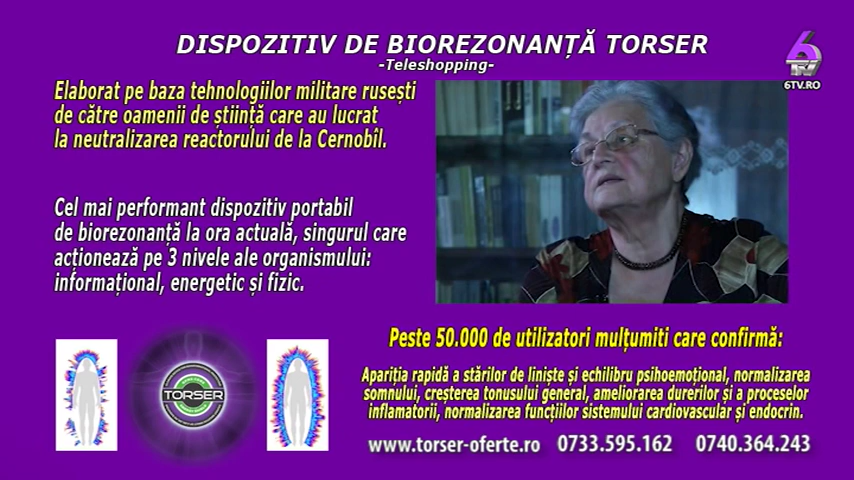 DISPOZITIV DE BIOREZONANȚĂ TORSER
-Teleshopping-
6TV
6TV.RO
Elaborat pe baza tehnologiilor militare rusești
de către oamenii de știință care au lucrat
la neutralizarea reactorului de la Cernobîl.
Cel mai performant dispozitiv portabil
de biorezonanță la ora actuală, singurul care
acționează pe 3 nivele ale organismului:
informațional, energetic și fizic.
TORSER
Peste 50.000 de utilizatori mulțumiti care confirmă:
Apariția rapidă a stărilor de liniște și echilibru psihoemoțional, normalizarea
somnului, creșterea tonusului general, ameliorarea durerilor și a proceselor
inflamatorii, normalizarea funcțiilor sistemului cardiovascular și endocrin.
www.torser-oferte.ro 0733.595.162 0740.364.243